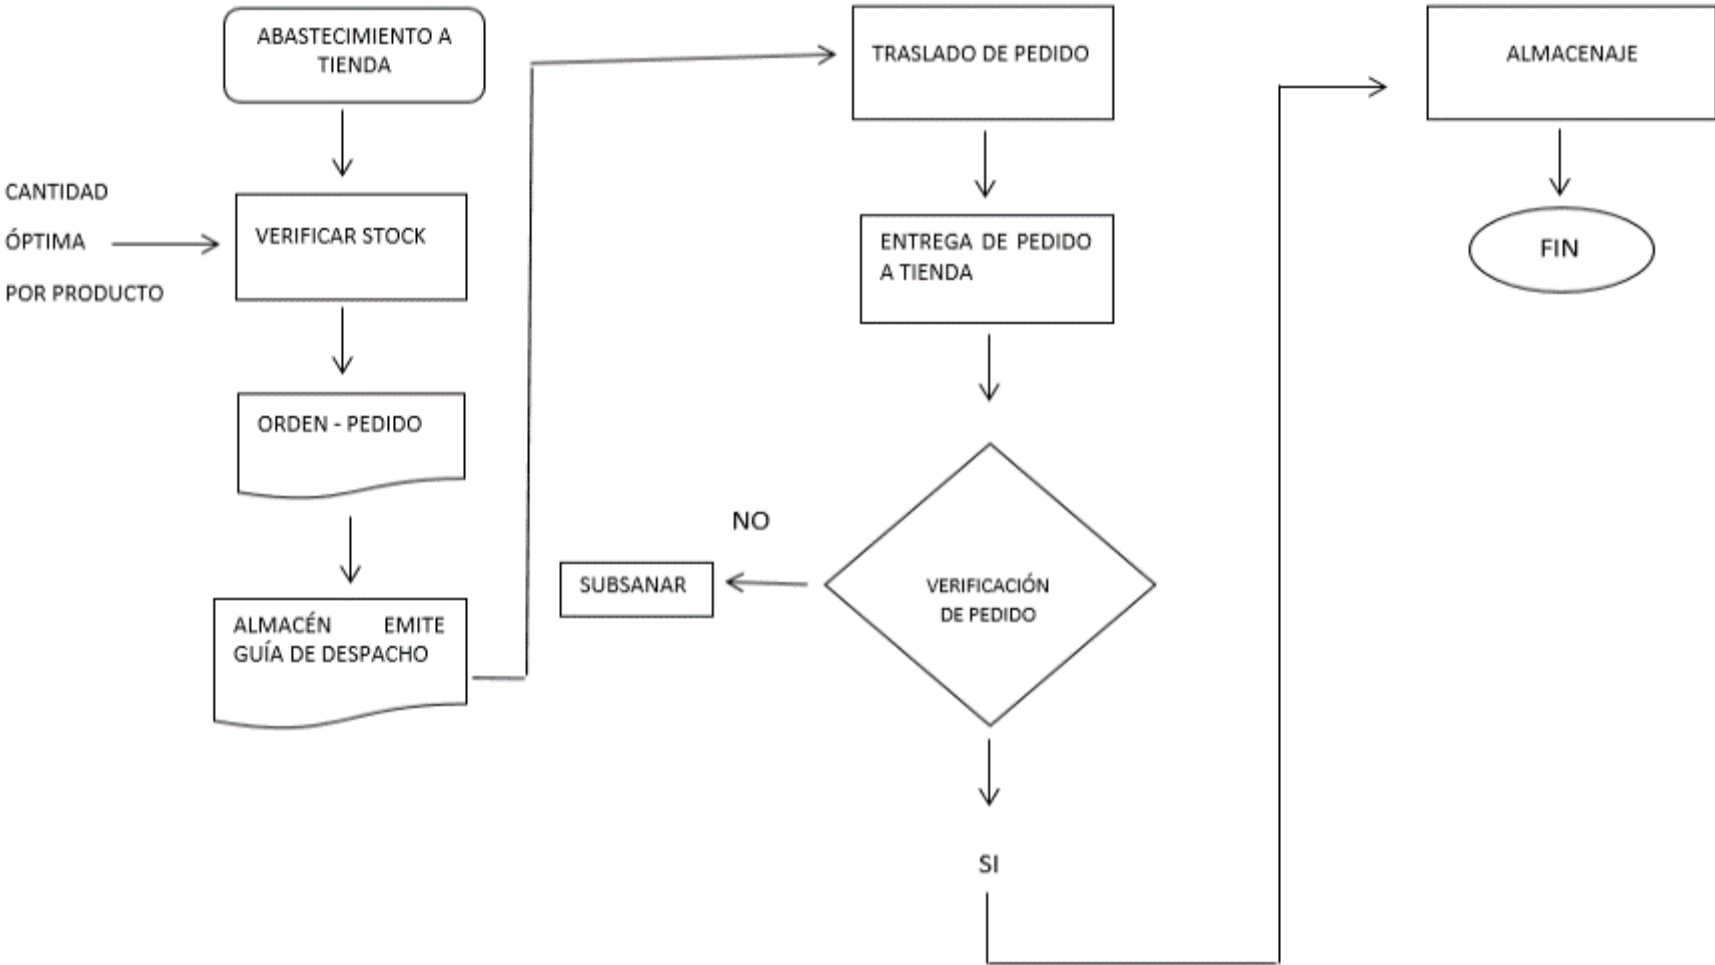 ABASTECIMIENTO A
TIENDA
CANTIDAD
ÓPTIMA
POR PRODUCTO
VERIFICAR STOCK
ORDEN - PEDIDO
ALMACÉN EMITE
GUÍA DE DESPACHO
TRASLADO DE PEDIDO
ENTREGA DE PEDIDO
A TIENDA
VERIFICACIÓN
DE PEDIDO
NO
SUBSANAR
SI
ALMACENAJE
FIN